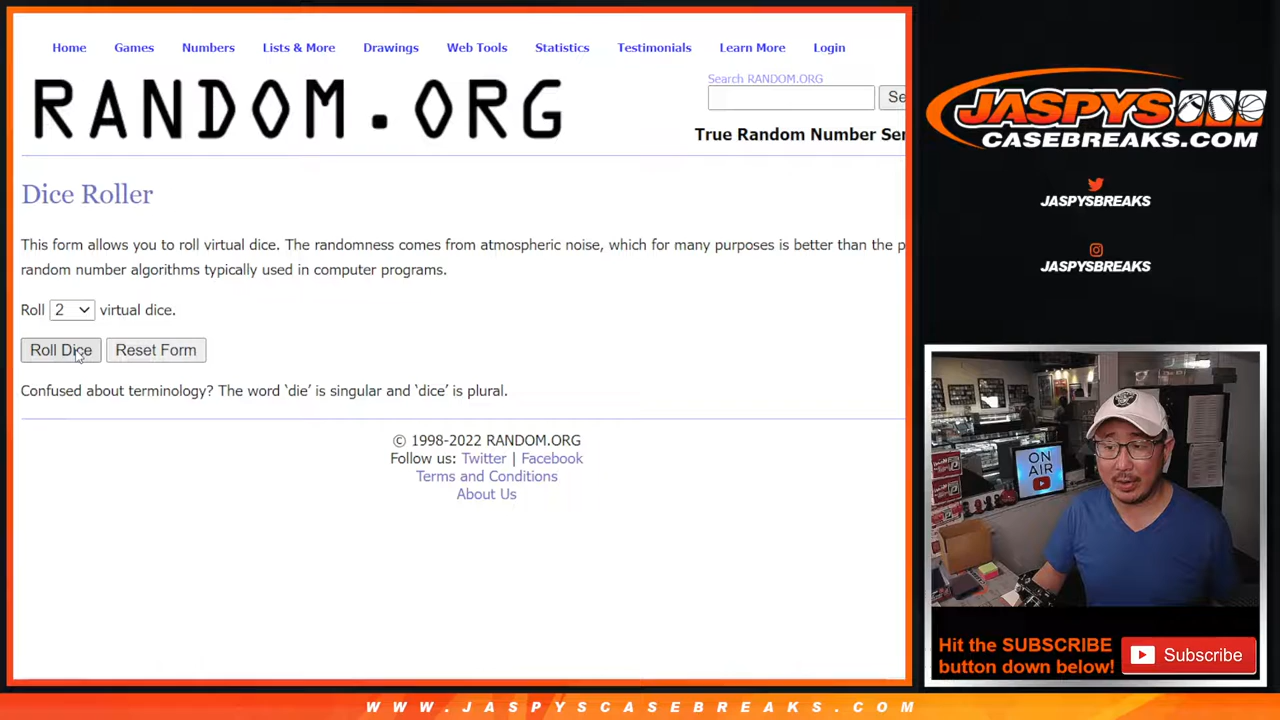 Home Games Numbers Lists & More Drawings Web Tools Statistics Testimonials Learn More Login
RANDOM.ORG
Search RANDOM.ORG
Se
True Random Number Ser
Dice Roller
This form allows you to roll virtual dice. The randomness comes from atmospheric noise, which for many purposes is better than the p
random number algorithms typically used in computer programs.
Roll 2 virtual dice.
Roll Dice Reset Form
Confused about terminology? The word ‘die’ is singular and ‘dice’ is plural.
© 1998-2022 RANDOM.ORG
Follow us: Twitter | Facebook
Terms and Conditions
About Us
JASPYS
CASEBREAKS.COM
JASPYSBREAKS
JASPYSBREAKS
ON
AIR
Hit the SUBSCRIBE
button down below!
Subscribe
WWW.JASPYSCASEBREAKS.COM